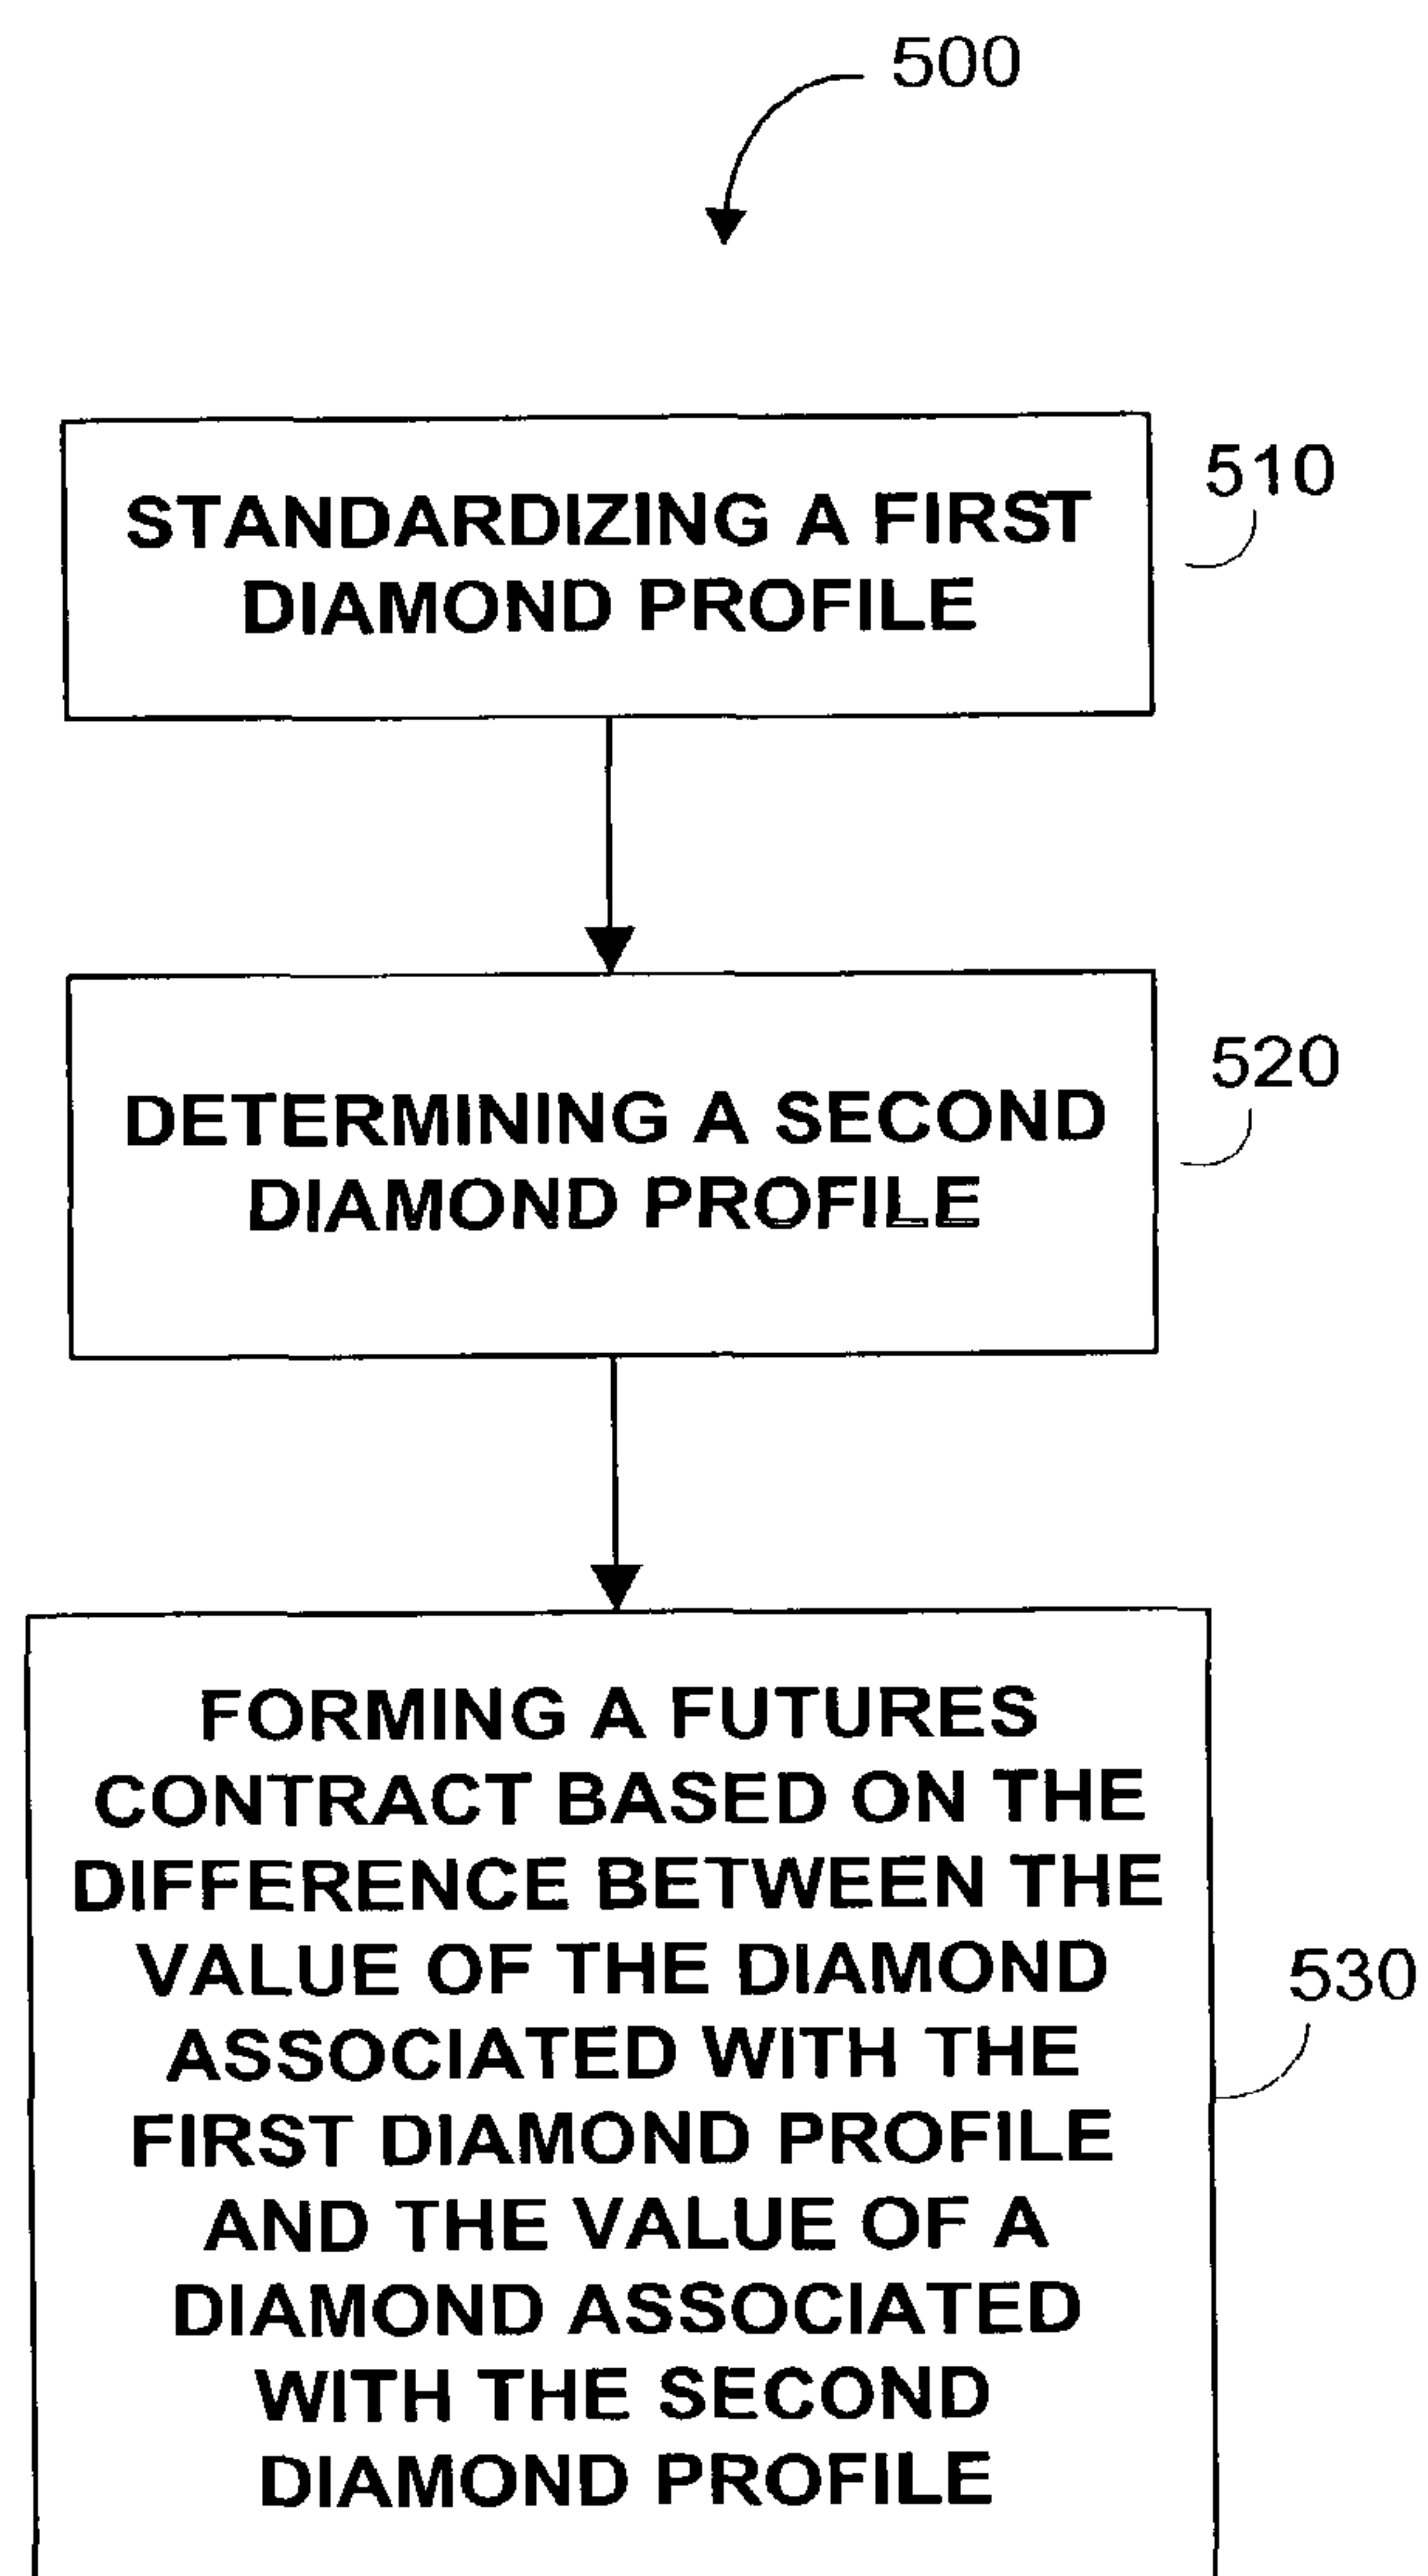 500
STANDARDIZING A FIRST
DIAMOND PROFILE
510
DETERMINING A SECOND
DIAMOND PROFILE
520
FORMING A FUTURES
CONTRACT BASED ON THE
DIFFERENCE BETWEEN THE
VALUE OF THE DIAMOND
ASSOCIATED WITH THE
FIRST DIAMOND PROFILE
AND THE VALUE OF A
DIAMOND ASSOCIATED
WITH THE SECOND
DIAMOND PROFILE
530